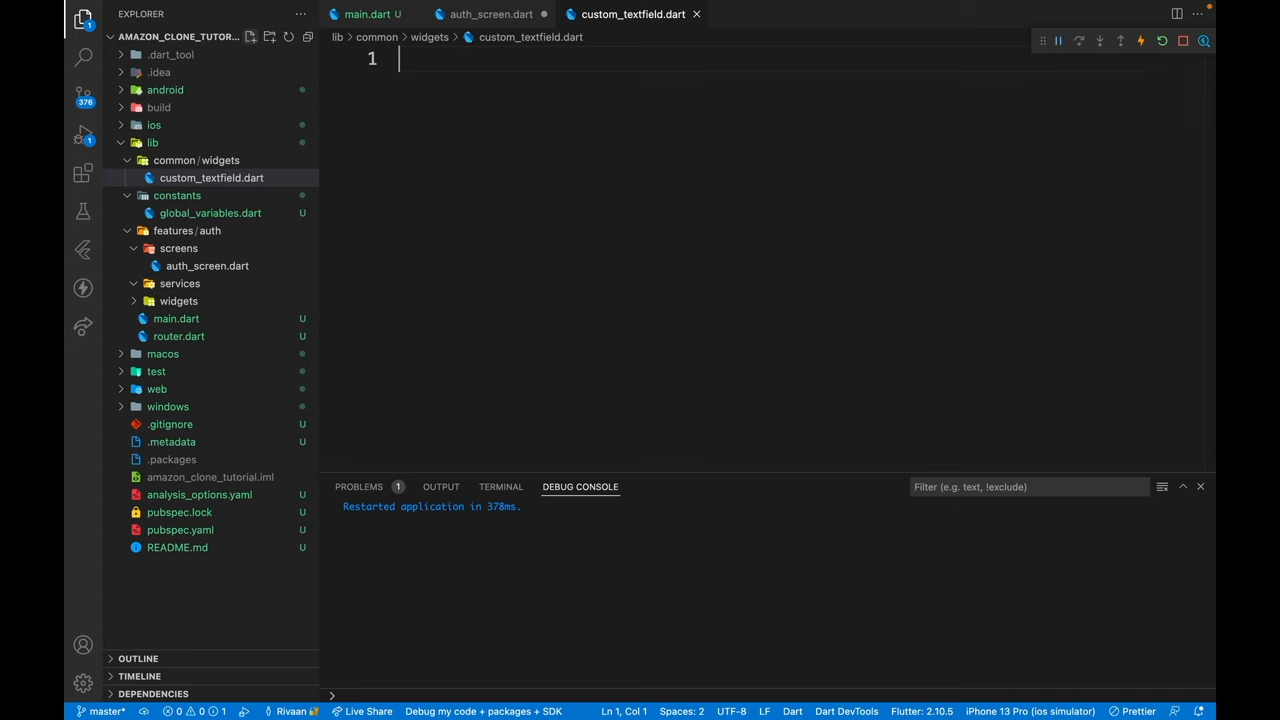 EXPLORER
main.dart U
auth_screen.dart
custom_textfield.dart
AMAZON_CLONE_TUTOR...
lib > common > widgets > custom_textfield.dart
1
.dart_tool
.idea
android
build
ios
lib
common/widgets
custom_textfield.dart
constants
global_variables.dart U
features/auth
screens
auth_screen.dart
services
widgets
main.dart U
router.dart U
macos
test
web
windows
.gitignore U
.metadata U
.packages
amazon_clone_tutorial.iml
analysis_options.yaml U
pubspec.lock U
pubspec.yaml U
README.md U
1
376
1
PROBLEMS 1 OUTPUT TERMINAL DEBUG CONSOLE
Filter (e.g. text, !exclude)
Restarted application in 378ms.
OUTLINE
TIMELINE
DEPENDENCIES
master* 0 0 1 Rivaan Live Share Debug my code + packages + SDK Ln 1, Col 1 Spaces: 2 UTF-8 LF Dart Dart DevTools Flutter: 2.10.5 iPhone 13 Pro (ios simulator) Prettier